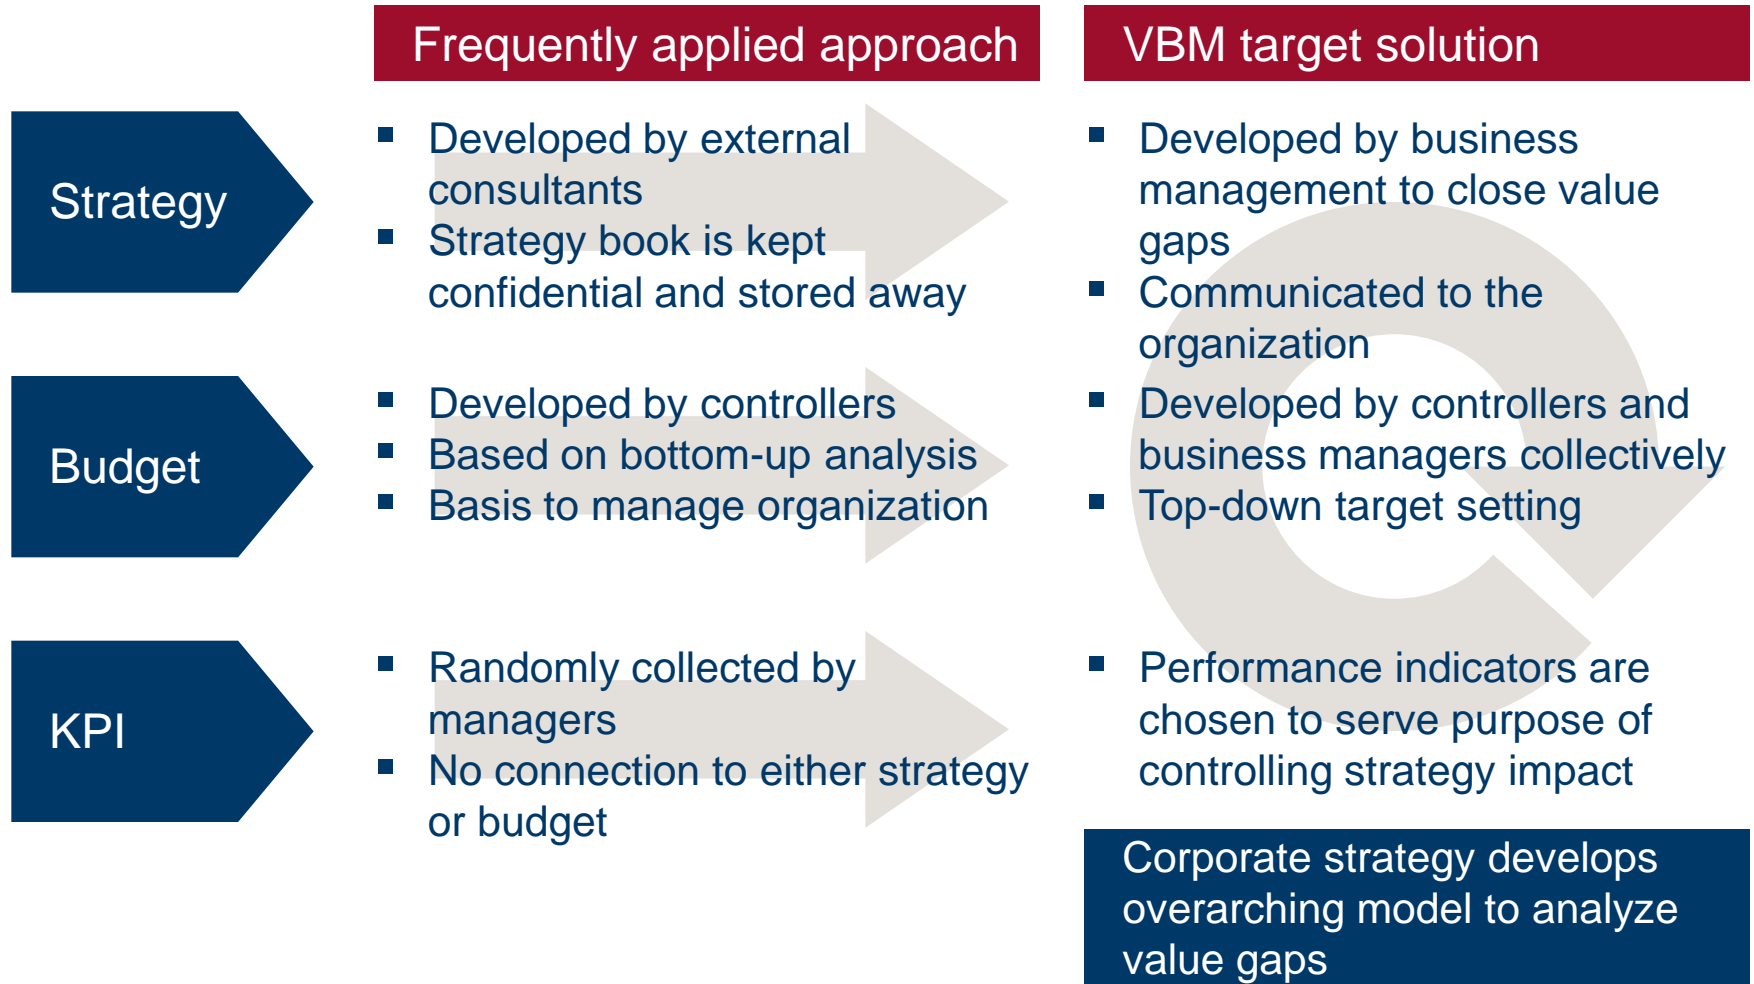 Frequently applied approach
VBM target solution
Strategy
Developed by external
consultants
Strategy book is kept
confidential and stored away
Developed by business
management to close value
gaps
Communicated to the
organization
Budget
Developed by controllers
Based on bottom-up analysis
Basis to manage organization
Developed by controllers and
business managers collectively
Top-down target setting
KPI
Randomly collected by
managers
No connection to either strategy
or budget
Performance indicators are
chosen to serve purpose of
controlling strategy impact
Corporate strategy develops
overarching model to analyze
value gaps